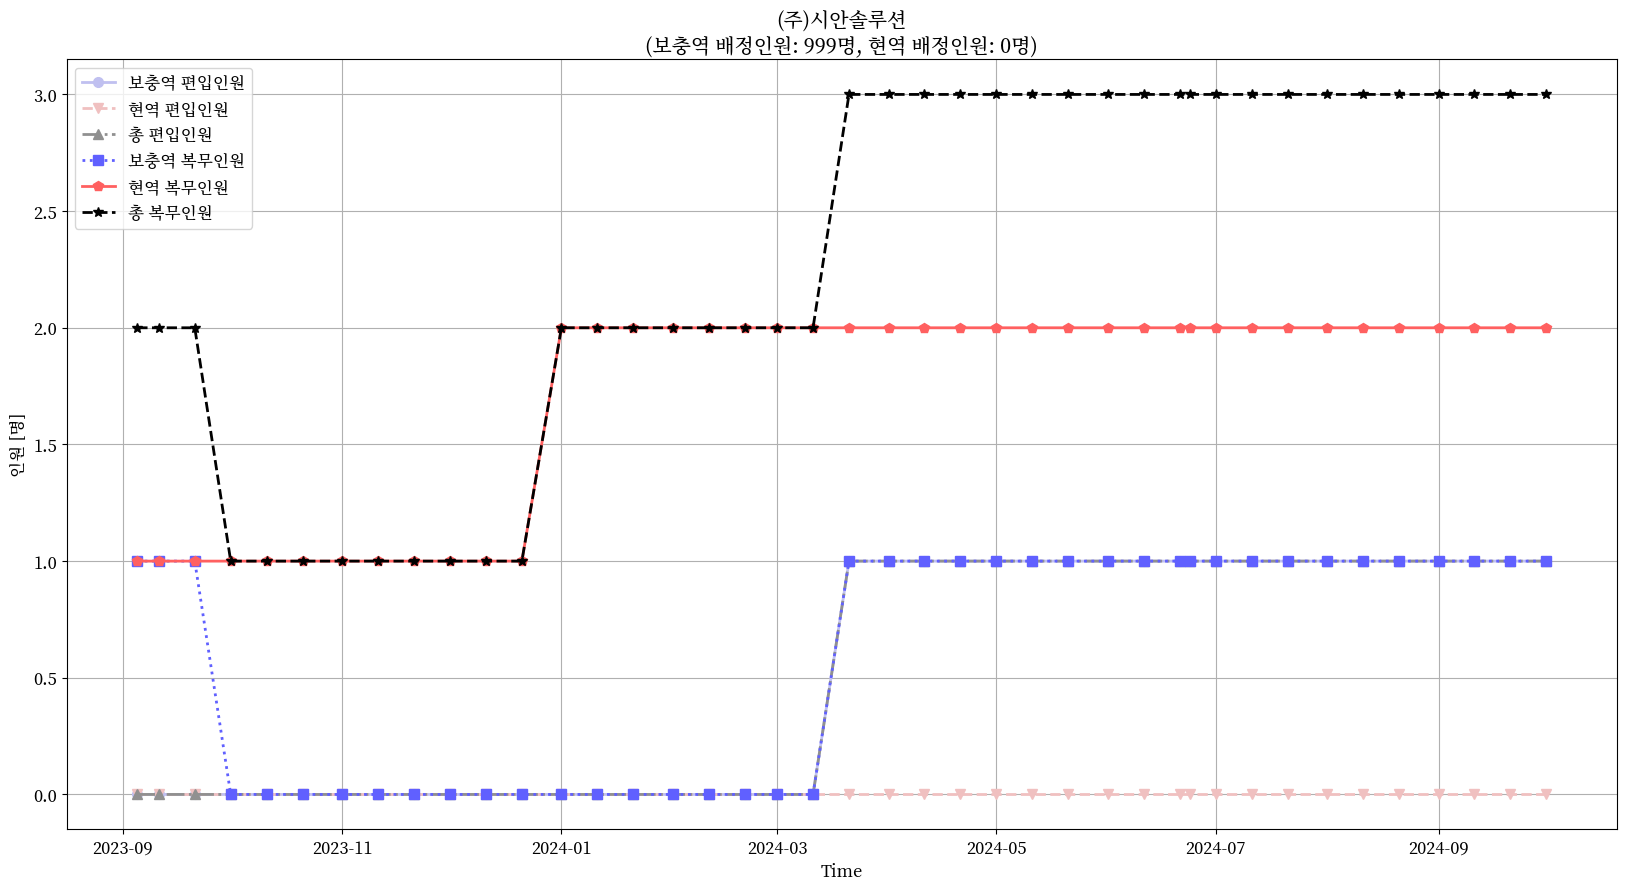 (주)시안솔루션
(보충역 배정인원: 999명, 현역 배정인원: 0명)
보충역 편입인원
현역 편입인원
총 편입인원
보충역 복무인원
현역 복무인원
총 복무인원
3.0
2.5
2.0
1.5
1.0
0.5
0.0
인원 [명]
2023-09
2023-11
2024-01
2024-03
2024-05
2024-07
2024-09
Time